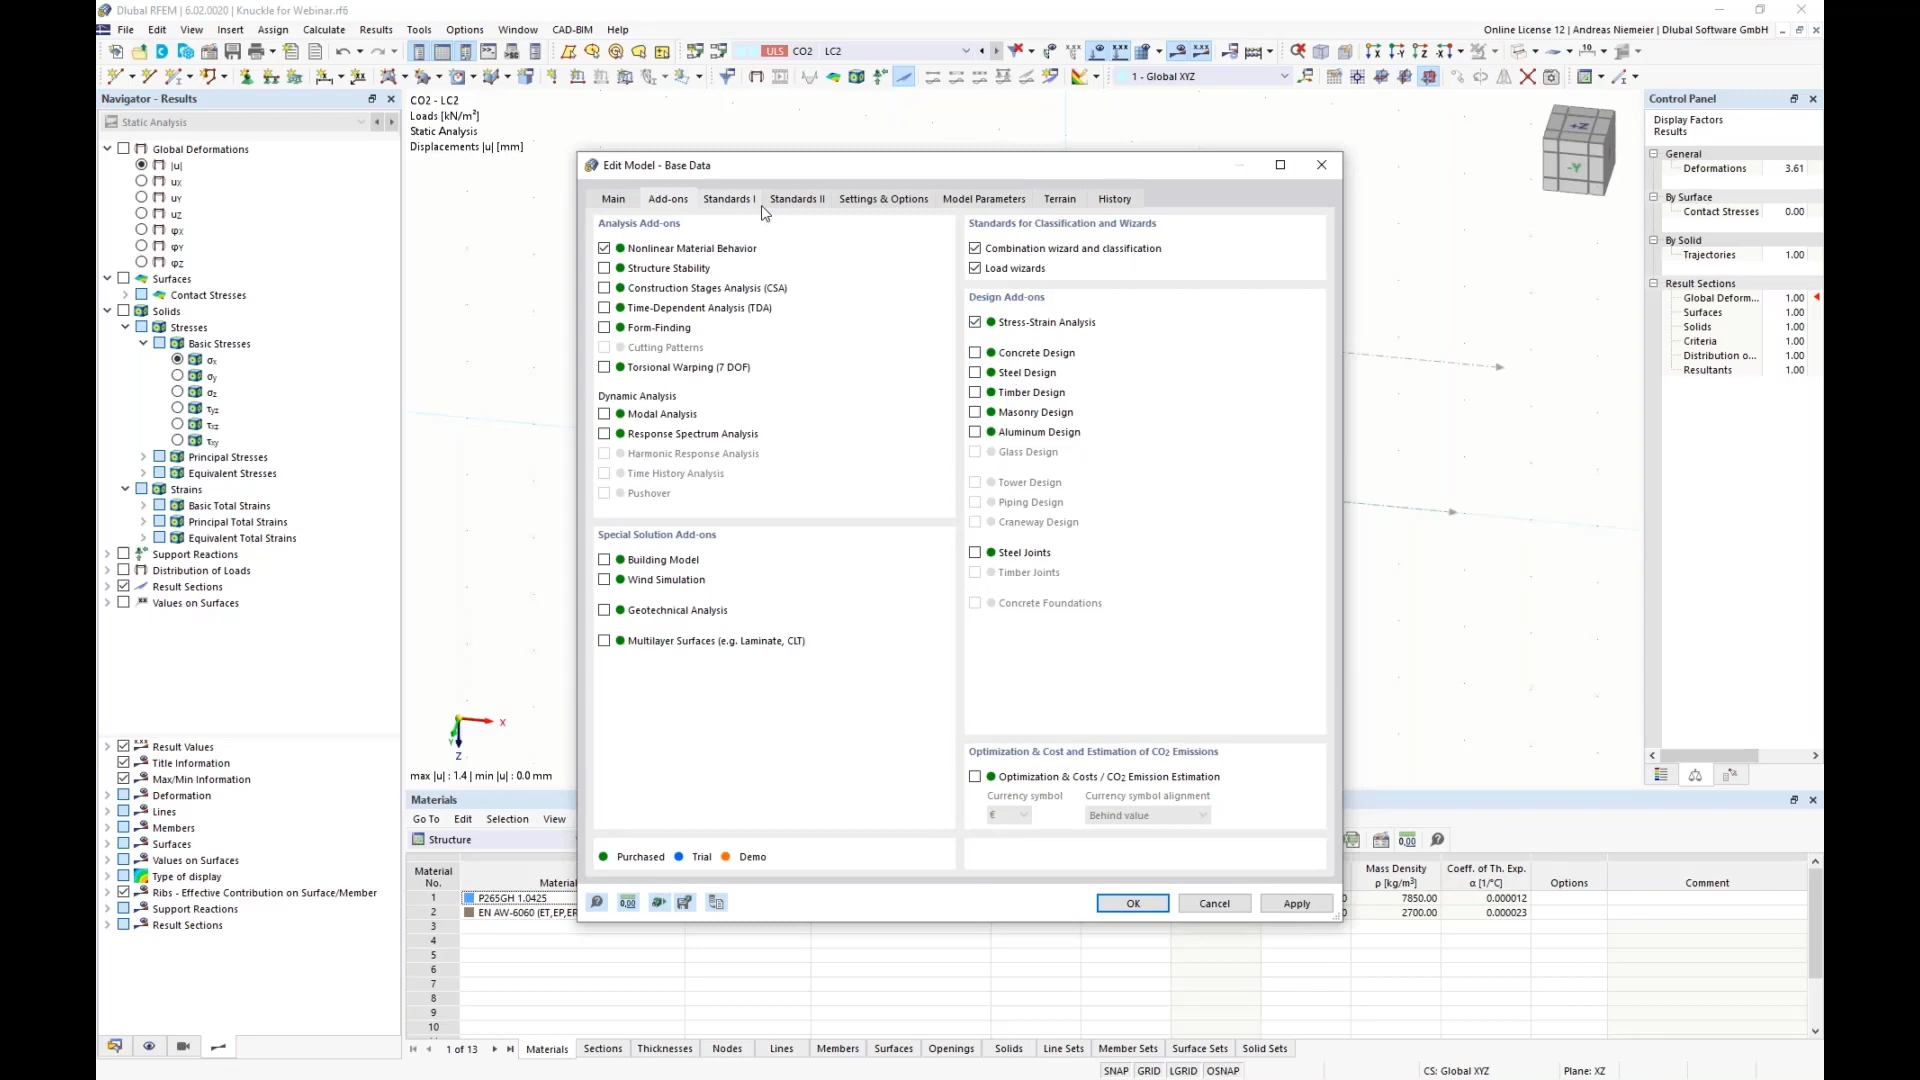 Dlubal RFEM | 6.02.0020 | Knuckle for Webinar.rf6
File Edit View Insert Assign Calculate Results Tools Options Window CAD-BIM Help
Online License 12 | Andreas Niemeier | Dlubal Software GmbH
ULS CO2 LC2
1 - Global XYZ
Navigator - Results
Static Analysis
Global Deformations
|u|
uX
uY
uZ
φX
φY
φZ
Surfaces
Contact Stresses
Solids
Stresses
Basic Stresses
σx
σy
σz
τyz
τxz
τxy
Principal Stresses
Equivalent Stresses
Strains
Basic Total Strains
Principal Total Strains
Equivalent Total Strains
Support Reactions
Distribution of Loads
Result Sections
Values on Surfaces
Result Values
Title Information
Max/Min Information
Deformation
Lines
Members
Surfaces
Values on Surfaces
Type of display
Ribs - Effective Contribution on Surface/Member
Support Reactions
Result Sections
CO2 - LC2
Loads [kN/m²]
Static Analysis
Displacements |u| [mm]
X
Y
Z
max |u| : 1.4 | min |u| : 0.0 mm
+Z
-Y
Edit Model - Base Data
Main Add-ons Standards I Standards II Settings & Options Model Parameters Terrain History
Analysis Add-ons
Nonlinear Material Behavior
Structure Stability
Construction Stages Analysis (CSA)
Time-Dependent Analysis (TDA)
Form-Finding
Cutting Patterns
Torsional Warping (7 DOF)
Dynamic Analysis
Modal Analysis
Response Spectrum Analysis
Harmonic Response Analysis
Time History Analysis
Pushover
Special Solution Add-ons
Building Model
Wind Simulation
Geotechnical Analysis
Multilayer Surfaces (e.g. Laminate, CLT)
Standards for Classification and Wizards
Combination wizard and classification
Load wizards
Design Add-ons
Stress-Strain Analysis
Concrete Design
Steel Design
Timber Design
Masonry Design
Aluminum Design
Glass Design
Tower Design
Piping Design
Craneway Design
Steel Joints
Timber Joints
Concrete Foundations
Optimization & Cost and Estimation of CO2 Emissions
Optimization & Costs / CO2 Emission Estimation
Currency symbol Currency symbol alignment
€ Behind value
Purchased Trial Demo
OK Cancel Apply
Control Panel
Display Factors
Results
General
Deformations 3.61
By Surface
Contact Stresses 0.00
By Solid
Trajectories 1.00
Result Sections
Global Deform... 1.00
Surfaces 1.00
Solids 1.00
Criteria 1.00
Distribution o... 1.00
Resultants 1.00
Materials
Go To Edit Selection View
Structure
Material No. Material Mass Density ρ [kg/m³] Coeff. of Th. Exp. α [1/°C] Options Comment
1 P265GH 1.0425 7850.00 0.000012
2 EN AW-6060 (ET,EP,ER 2700.00 0.000023
3
4
5
6
7
8
9
10
1 of 13 Materials Sections Thicknesses Nodes Lines Members Surfaces Openings Solids Line Sets Member Sets Surface Sets Solid Sets
SNAP GRID LGRID OSNAP CS: Global XYZ Plane: XZ